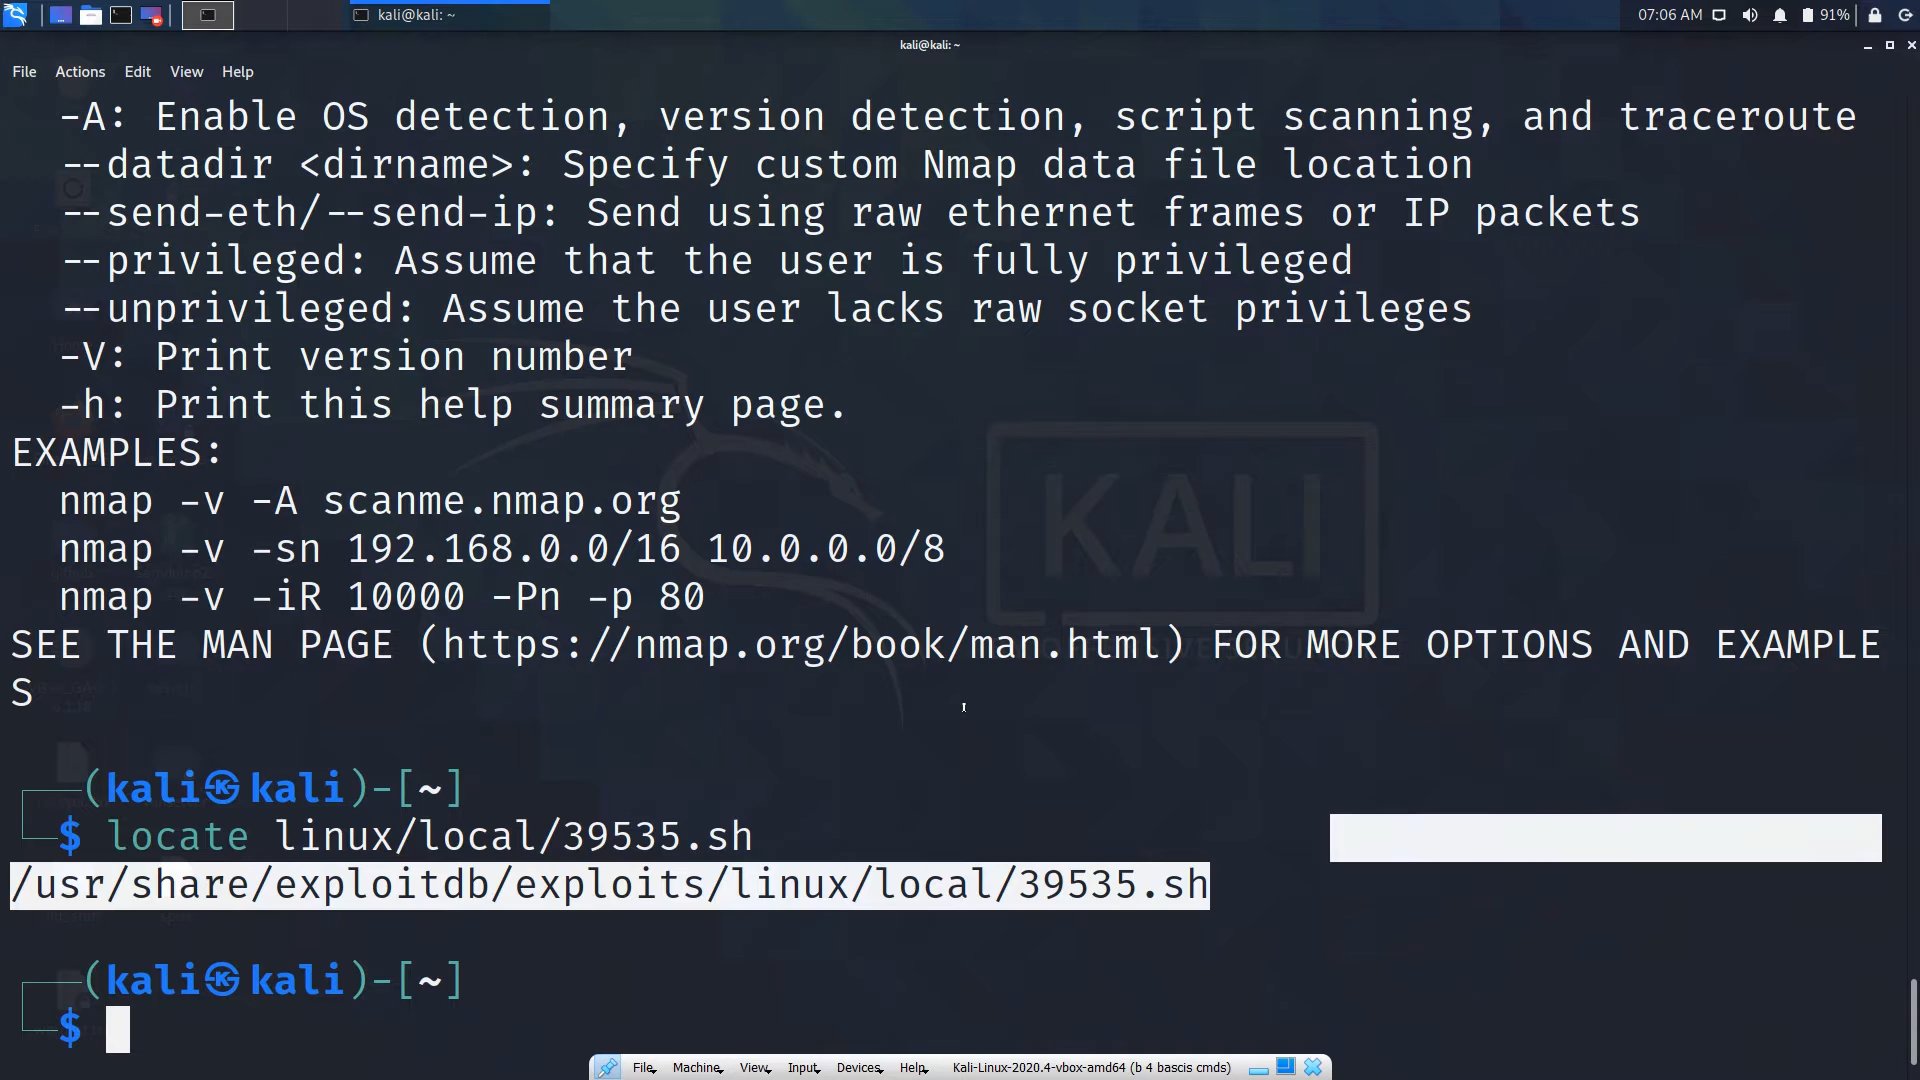 kali@kali: ~
07:06 AM
91%
kali@kali: ~
File Actions Edit View Help
-A: Enable OS detection, version detection, script scanning, and traceroute
--datadir <dirname>: Specify custom Nmap data file location
--send-eth/--send-ip: Send using raw ethernet frames or IP packets
--privileged: Assume that the user is fully privileged
--unprivileged: Assume the user lacks raw socket privileges
-V: Print version number
-h: Print this help summary page.
EXAMPLES:
nmap -v -A scanme.nmap.org
nmap -v -sn 192.168.0.0/16 10.0.0.0/8
nmap -v -iR 10000 -Pn -p 80
SEE THE MAN PAGE (https://nmap.org/book/man.html) FOR MORE OPTIONS AND EXAMPLE
S
KALI
(kali㉿kali)-[~]
$ locate linux/local/39535.sh
/usr/share/exploitdb/exploits/linux/local/39535.sh
(kali㉿kali)-[~]
$
File Machine View Input Devices Help Kali-Linux-2020.4-vbox-amd64 (b 4 bascis cmds)